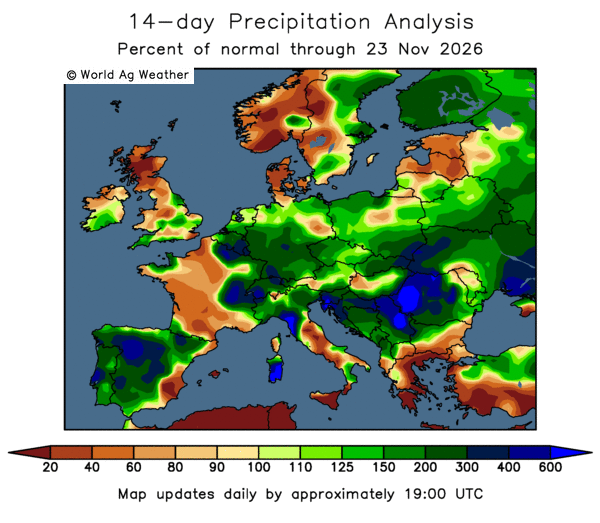 14-day Precipitation Analysis
Percent of normal through 23 Nov 2026
© World Ag Weather
20 40 60 80 90 100 110 125 150 200 300 400 600
Map updates daily by approximately 19:00 UTC